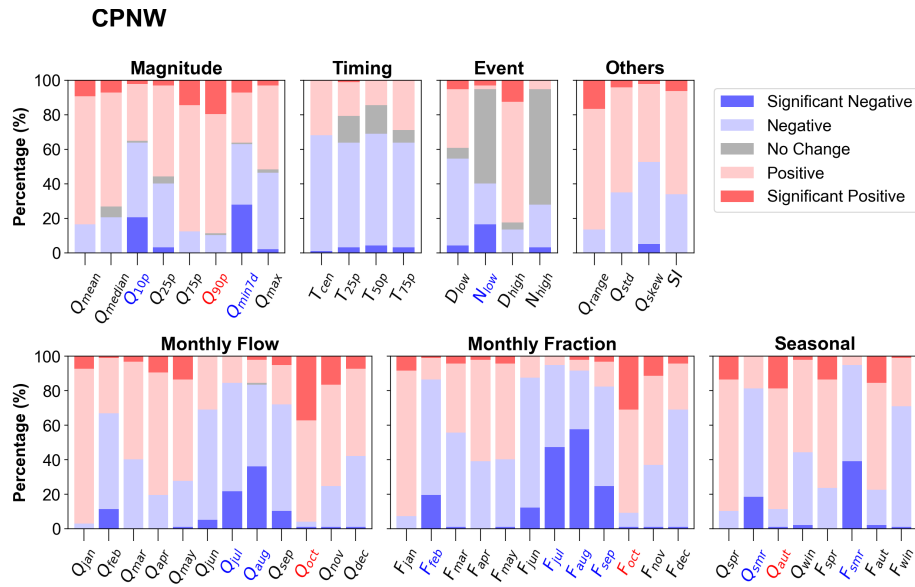 CPNW
Magnitude
Timing
Event
Others
Percentage (%)
100
80
60
40
20
0
Qmean
Qmedian
Q10p
Q25p
Q75p
Q90p
Qmin7d
Qmax
Tcen
T25p
T50p
T75p
Dlow
Nlow
Dhigh
Nhigh
Qrange
Qstd
Qskew
SI
Significant Negative
Negative
No Change
Positive
Significant Positive
Monthly Flow
Monthly Fraction
Seasonal
Percentage (%)
100
80
60
40
20
0
Qjan
Qfeb
Qmar
Qapr
Qmay
Qjun
Qjul
Qaug
Qsep
Qoct
Qnov
Qdec
Fjan
Ffeb
Fmar
Fapr
Fmay
Fjun
Fjul
Faug
Fsep
Foct
Fnov
Fdec
Qspr
Qsmr
Qaut
Qwin
Fspr
Fsmr
Faut
Fwin